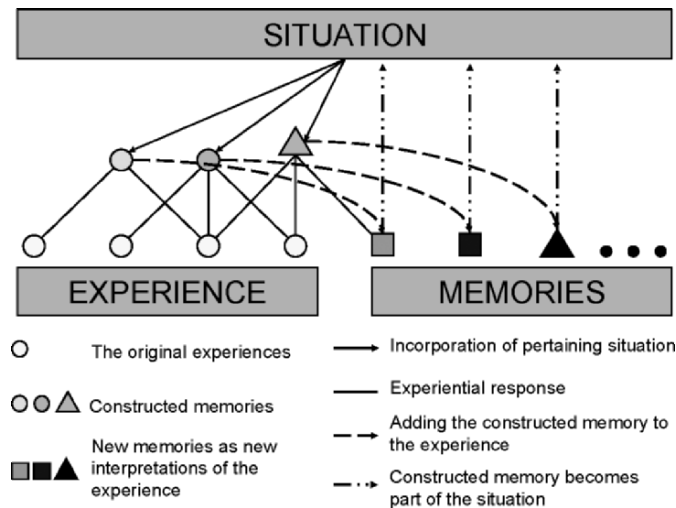 SITUATION
EXPERIENCE
MEMORIES
The original experiences
Constructed memories
New memories as new
interpretations of the
experience
Incorporation of pertaining situation
Experiential response
Adding the constructed memory to
the experience
Constructed memory becomes
part of the situation